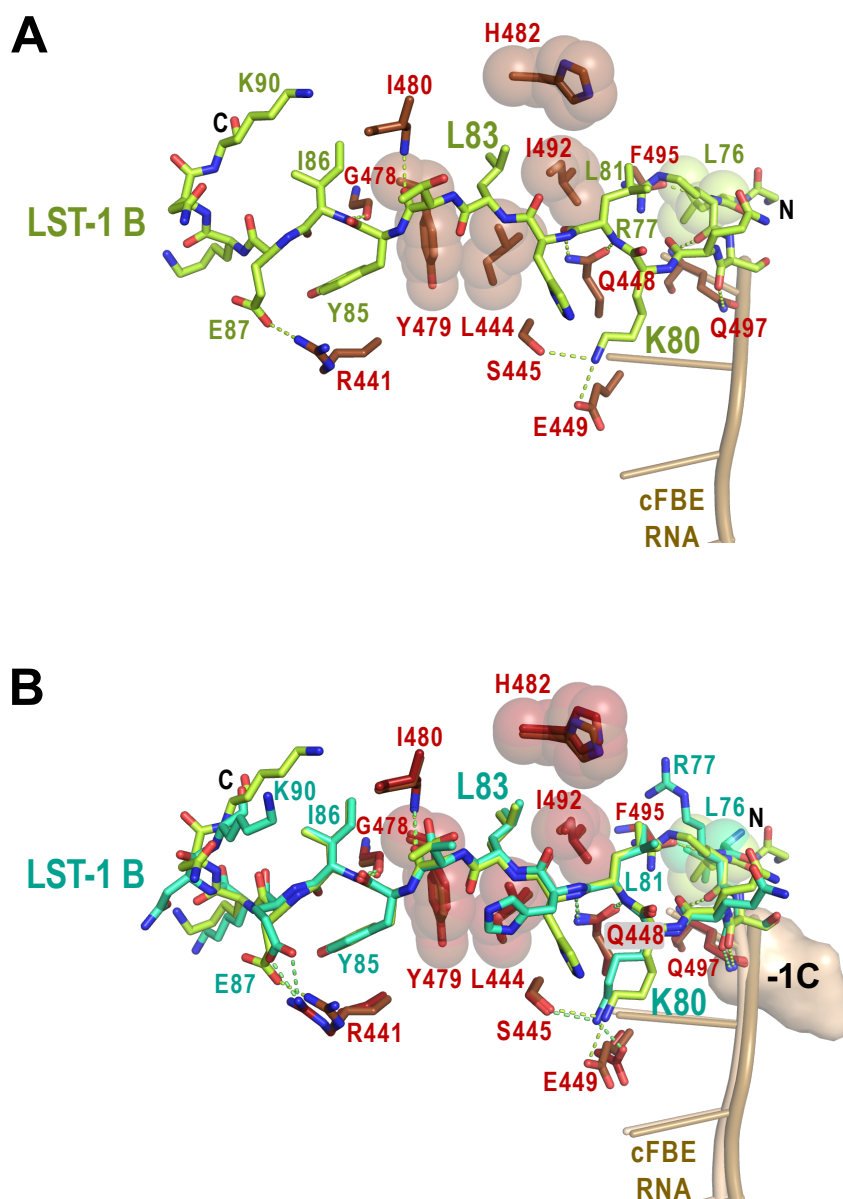 A
H482
K90
I480
C
L83
I492
F495
L76
I86
G478
L81
N
LST-1 B
R77
Q448
Y85
Y479
L444
Q497
E87
K80
S445
R441
E449
cFBE
RNA
B
H482
I480
R77
C
L83
K90
I492
L76
N
I86
G478
F495
LST-1 B
L81
Q448
Y85
Q497
E87
Y479
L444
-1C
K80
S445
R441
E449
cFBE
RNA